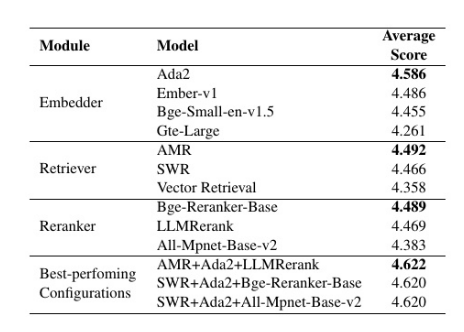 Module Model Average Score
Embedder
Ada2 4.586
Ember-v1 4.486
Bge-Small-en-v1.5 4.455
Gte-Large 4.261
Retriever
AMR 4.492
SWR 4.466
Vector Retrieval 4.358
Reranker
Bge-Reranker-Base 4.489
LLMRerank 4.469
All-Mpnet-Base-v2 4.383
Best-perfoming Configurations
AMR+Ada2+LLMRerank 4.622
SWR+Ada2+Bge-Reranker-Base 4.620
SWR+Ada2+All-Mpnet-Base-v2 4.620